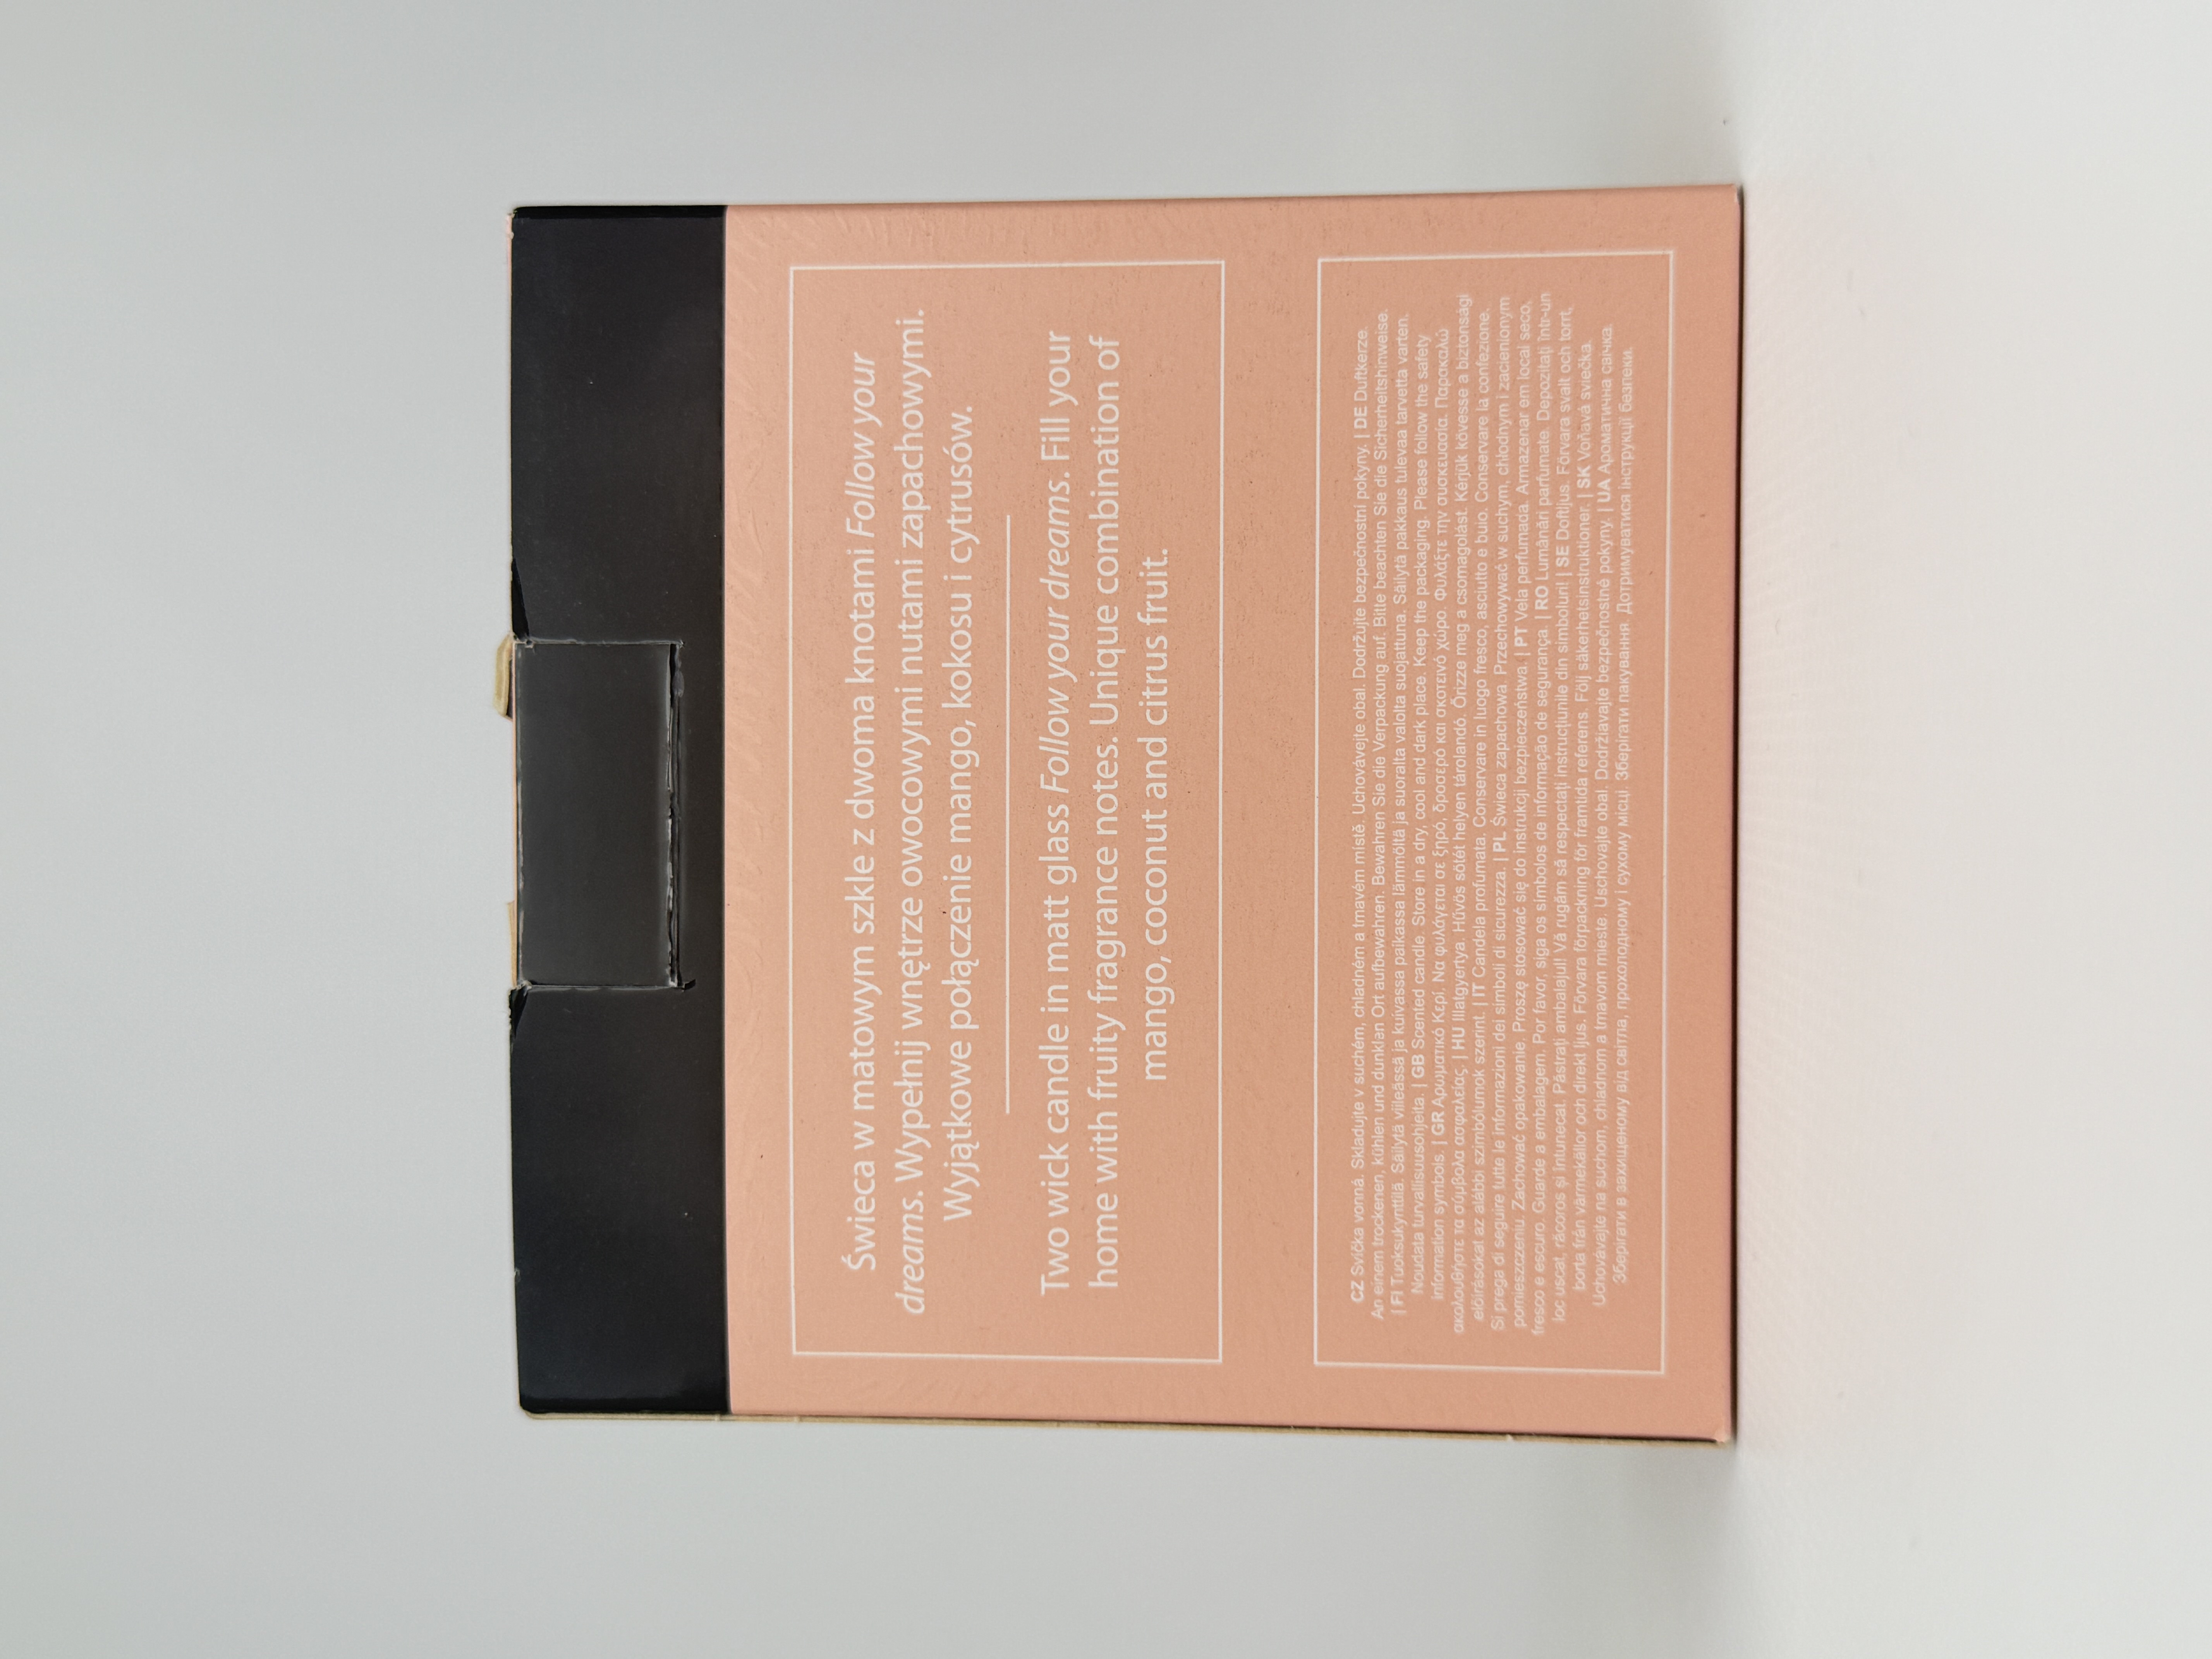 Świeca w matowym szkle z dwoma knotami Follow your
dreams. Wypełnij wnętrze owocowymi nutami zapachowymi.
Wyjątkowe połączenie mango, kokosu i cytrusów.
Two wick candle in matt glass Follow your dreams. Fill your
home with fruity fragrance notes. Unique combination of
mango, coconut and citrus fruit.
CZ Svíčka vonná. Skladujte v suchém, chladném a tmavém místě. Uchovávejte obal. Dodržujte bezpečnostní pokyny. | DE Duftkerze.
An einem trockenen, kühlen und dunklan Ort aufbewahren. Bewahren Sie die Verpackung auf. Bitte beachten Sie die Sicherheitshinweise.
| FI Tuoksukynttilä. Säilytä viileässä ja kuivassa paikassa lämmöltä ja suoralta valolta suojattuna. Säilytä pakkaus tulevaa tarvetta varten.
Noudata turvallisuusohjeita. | GB Scented candle. Store in a dry, cool and dark place. Keep the packaging. Please follow the safety
information symbols. | GR Αρωματικό Κερί. Να φυλάγεται σε ξηρό, δροσερό και σκοτεινό χώρο. Φυλάξτε την συσκευασία. Παρακαλώ
ακολουθήστε τα σύμβολα ασφαλείας. | HU Illatgyertya. Hűvös sötét helyen tárolandó. Őrizze meg a csomagolást. Kérjük kövesse a biztonsági
előírásokat az alábbi szimbólumok szerint. | IT Candela profumata. Conservare in luogo fresco, asciutto e buio. Conservare la confezione.
Si prega di seguire tutte le informazioni dei simboli di sicurezza. | PL Świeca zapachowa. Przechowywać w suchym, chłodnym i zacienionym
pomieszczeniu. Zachować opakowanie. Proszę stosować się do instrukcji bezpieczeństwa. | PT Vela perfumada. Armazenar em local seco,
fresco e escuro. Guarde a embalagem. Por favor, siga os símbolos de informação de segurança. | RO Lumânări parfumate. Depozitați într-un
loc uscat, răcoros și întunecat. Păstrați ambalajul! Vă rugăm să respectați instrucțiunile din simboluri! | SE Doftljus. Förvara svalt och torrt,
borta från värmekällor och direkt ljus. Förvara förpackning för framtida referens. Följ säkerhetsinstruktioner. | SK Voňavá sviečka.
Uchovávajte na suchom, chladnom a tmavom mieste. Uschovajte obal. Dodržiavajte bezpečnostné pokyny. | UA Ароматична свічка.
Зберігати в захищеному від світла, прохолодному і сухому місці. Зберігати пакування. Дотримуватися інструкції безпеки.